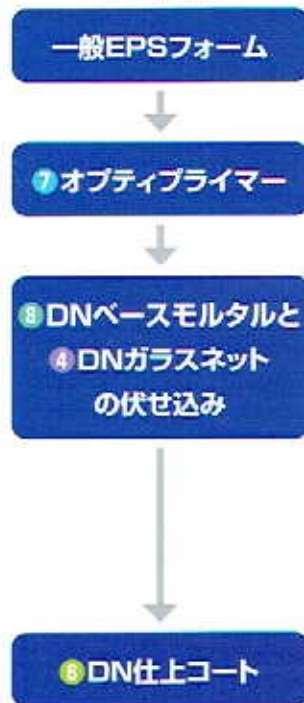 一般EPSフォーム
⑦オプティプライマー
⑧DNベースモルタルと
④DNガラスネット
の伏せ込み
⑥DN仕上コート